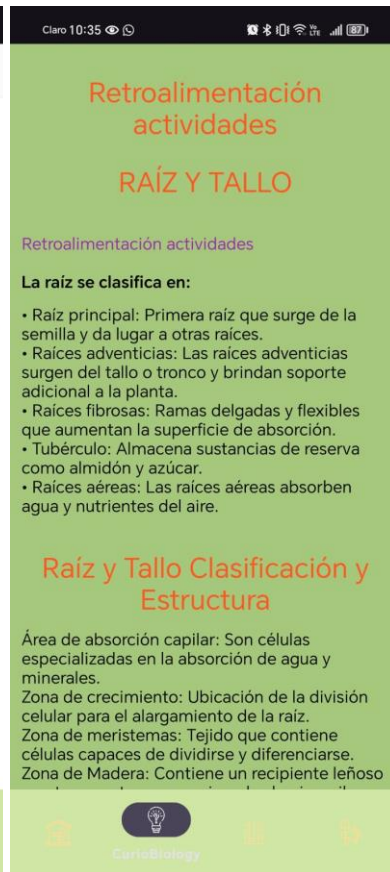 Claro 10:35
Vo
LTE
87
Retroalimentación
actividades
RAÍZ Y TALLO
Retroalimentación actividades
La raíz se clasifica en:
• Raíz principal: Primera raíz que surge de la
semilla y da lugar a otras raíces.
• Raíces adventicias: Las raíces adventicias
surgen del tallo o tronco y brindan soporte
adicional a la planta.
• Raíces fibrosas: Ramas delgadas y flexibles
que aumentan la superficie de absorción.
• Tubérculo: Almacena sustancias de reserva
como almidón y azúcar.
• Raíces aéreas: Las raíces aéreas absorben
agua y nutrientes del aire.
Raíz y Tallo Clasificación y
Estructura
Área de absorción capilar: Son células
especializadas en la absorción de agua y
minerales.
Zona de crecimiento: Ubicación de la división
celular para el alargamiento de la raíz.
Zona de meristemas: Tejido que contiene
células capaces de dividirse y diferenciarse.
Zona de Madera: Contiene un recipiente leñoso
CurioBiology